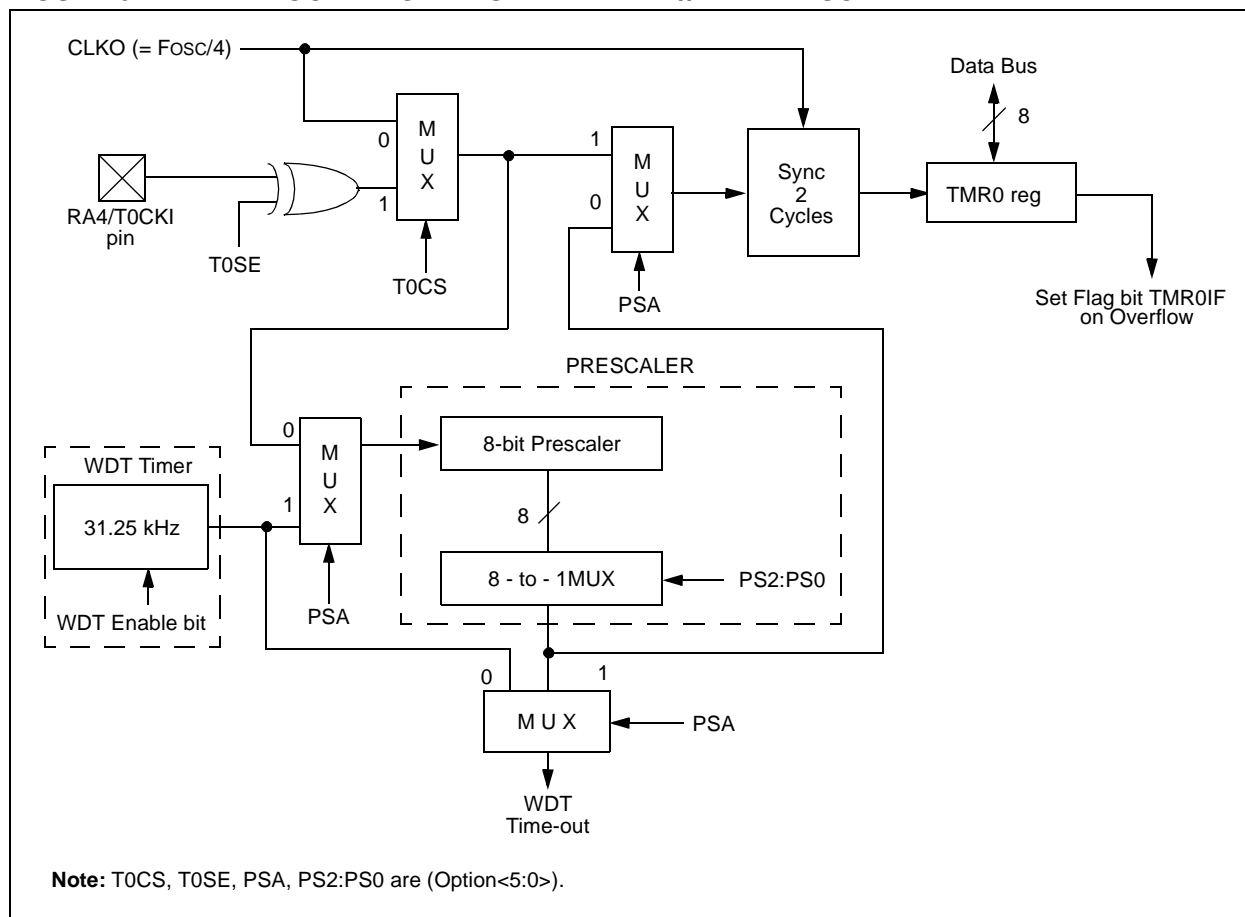 CLKO (= FOSC/4)
Data Bus
8
M
U
X
0
1
RA4/T0CKI
pin
T0SE
T0CS
1
0
M
U
X
PSA
Sync
2
Cycles
TMR0 reg
Set Flag bit TMR0IF
on Overflow
PRESCALER
0
1
M
U
X
PSA
8-bit Prescaler
8
8 - to - 1MUX
PS2:PS0
WDT Timer
31.25 kHz
WDT Enable bit
0
1
M U X
PSA
WDT
Time-out
Note: T0CS, T0SE, PSA, PS2:PS0 are (Option<5:0>).